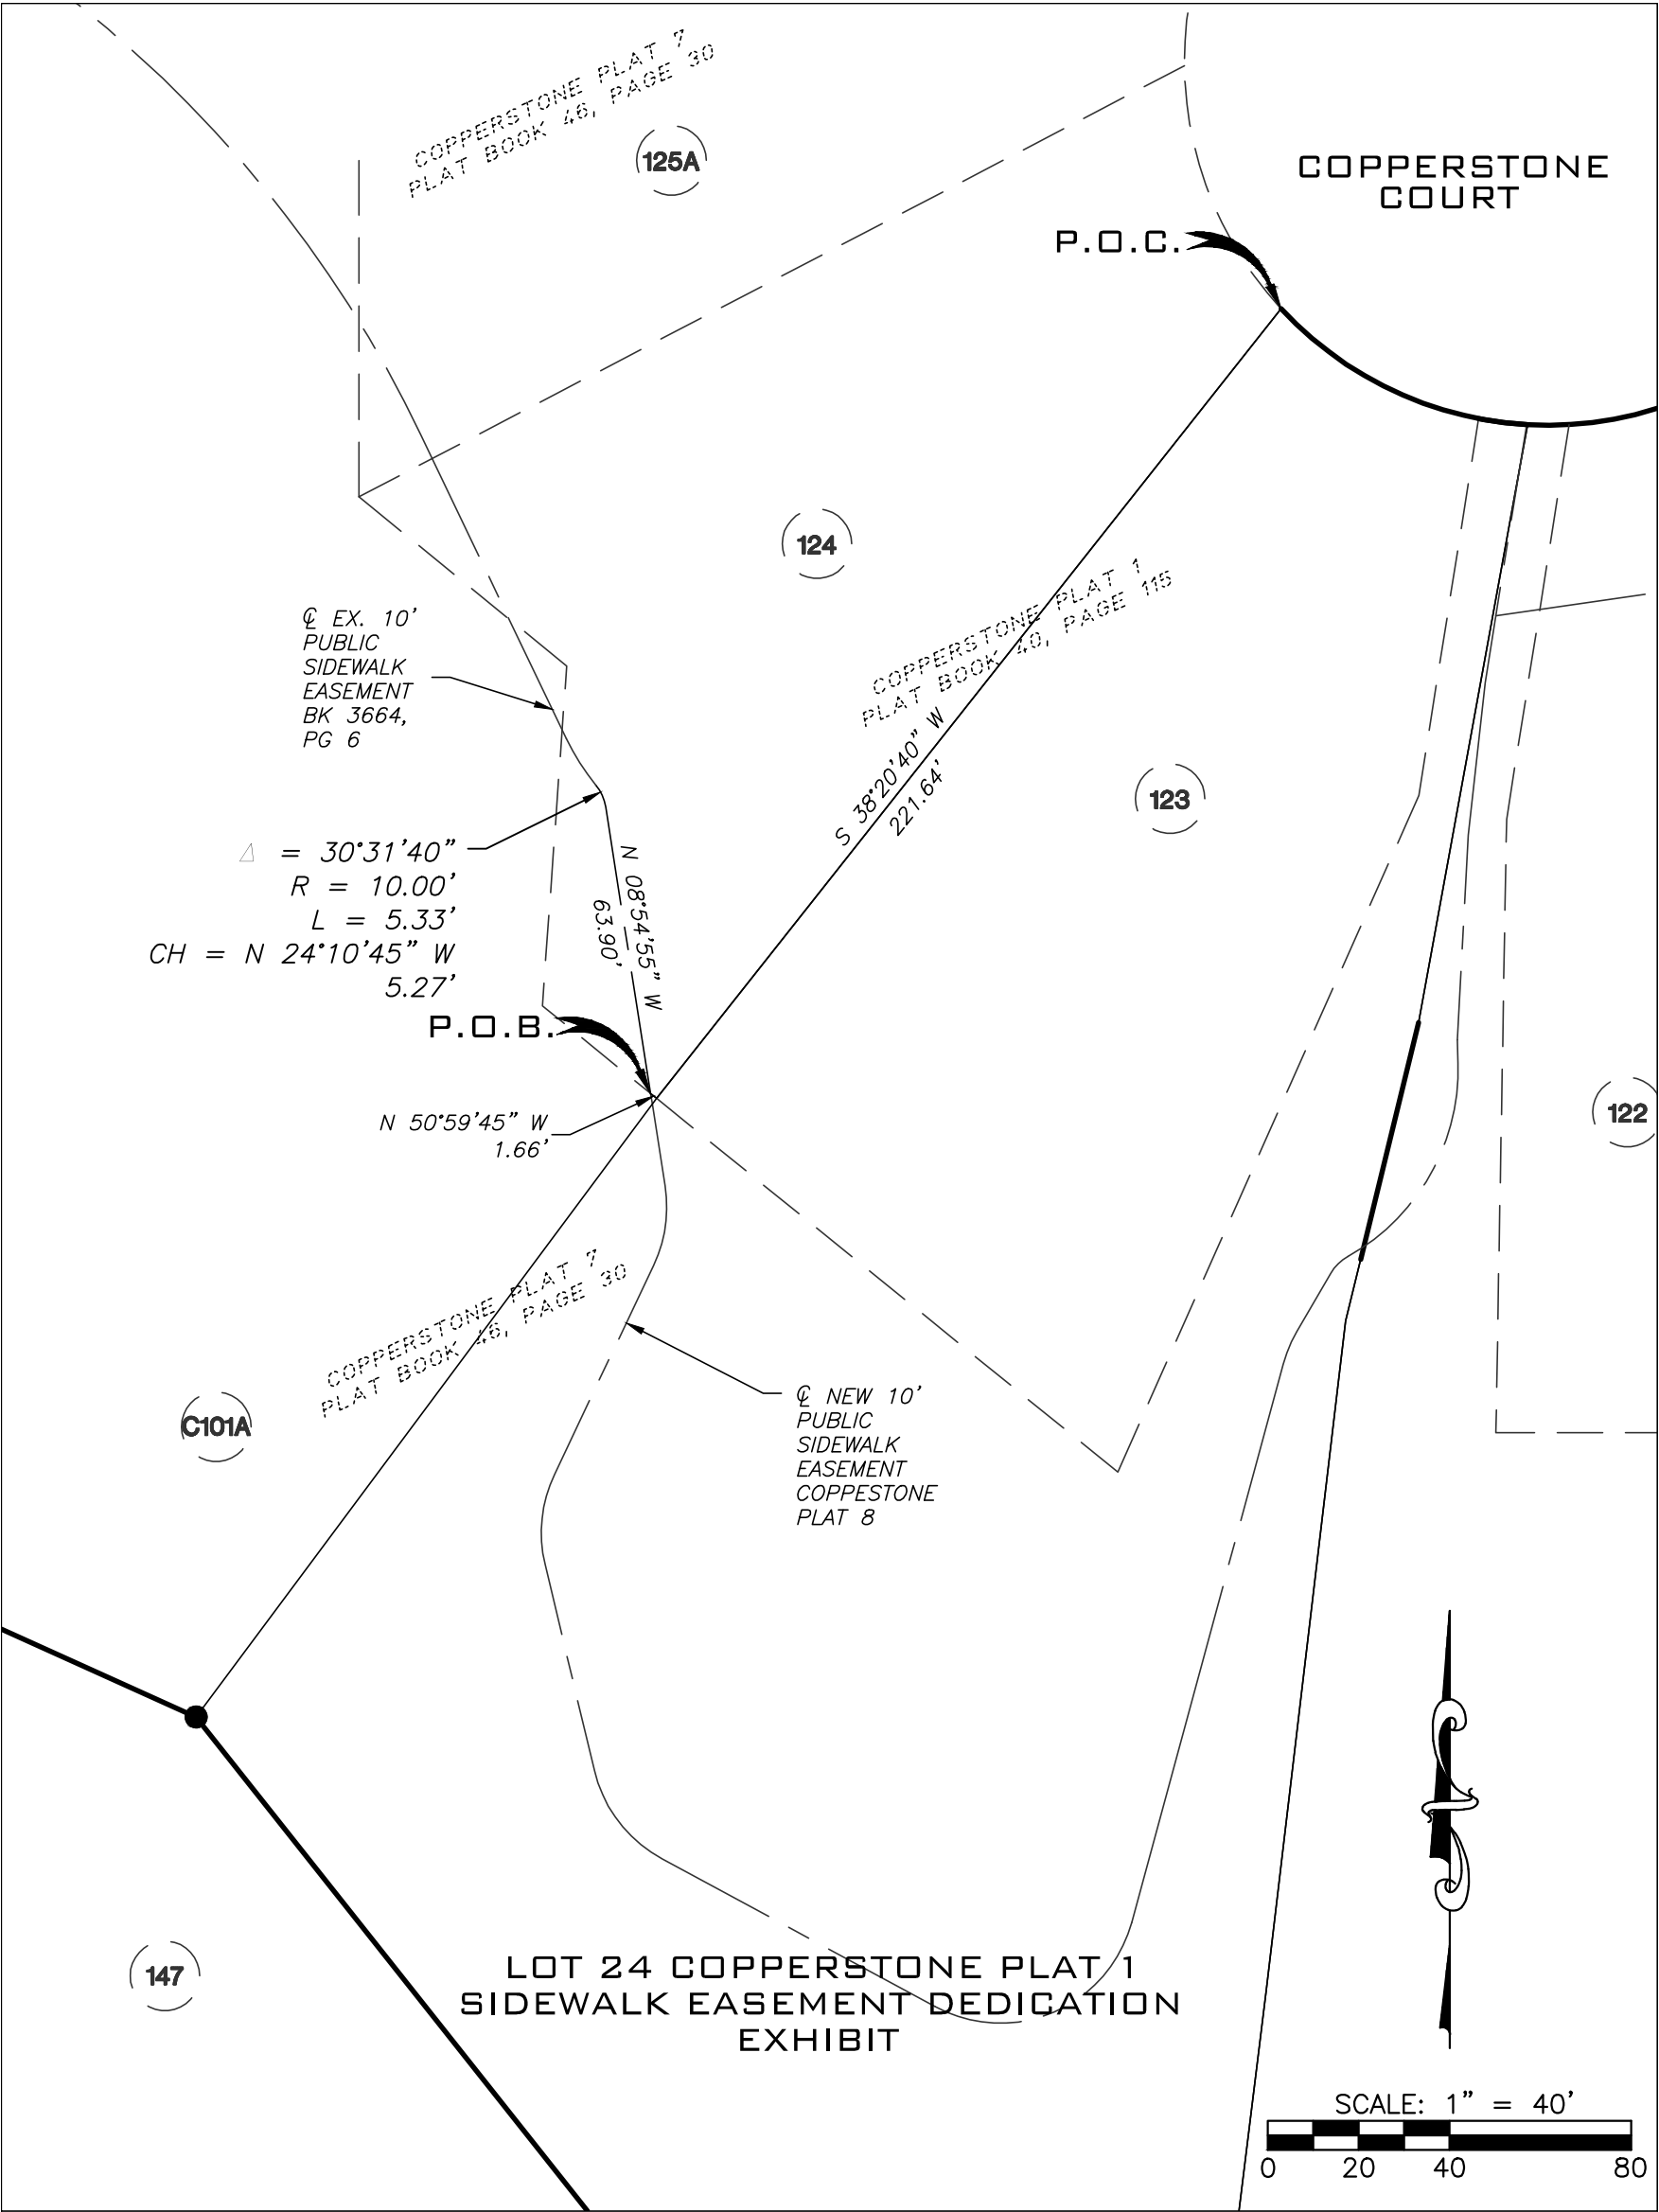 COPPERSTONE PLAT 7
PLAT BOOK 46, PAGE 30
125A
COPPERSTONE
COURT
P.O.C.
124
℄ EX. 10'
PUBLIC
SIDEWALK
EASEMENT
BK 3664,
PG 6
COPPERSTONE PLAT 1
PLAT BOOK 40, PAGE 115
S 38°20'40" W
221.64'
123
Δ = 30°31'40"
R = 10.00'
L = 5.33'
CH = N 24°10'45" W
5.27'
N 08°54'55" W
63.90'
P.O.B.
N 50°59'45" W
1.66'
122
COPPERSTONE PLAT 7
PLAT BOOK 46, PAGE 30
C101A
℄ NEW 10'
PUBLIC
SIDEWALK
EASEMENT
COPPESTONE
PLAT 8
147
LOT 24 COPPERSTONE PLAT 1
SIDEWALK EASEMENT DEDICATION
EXHIBIT
SCALE: 1" = 40'
0 20 40 80